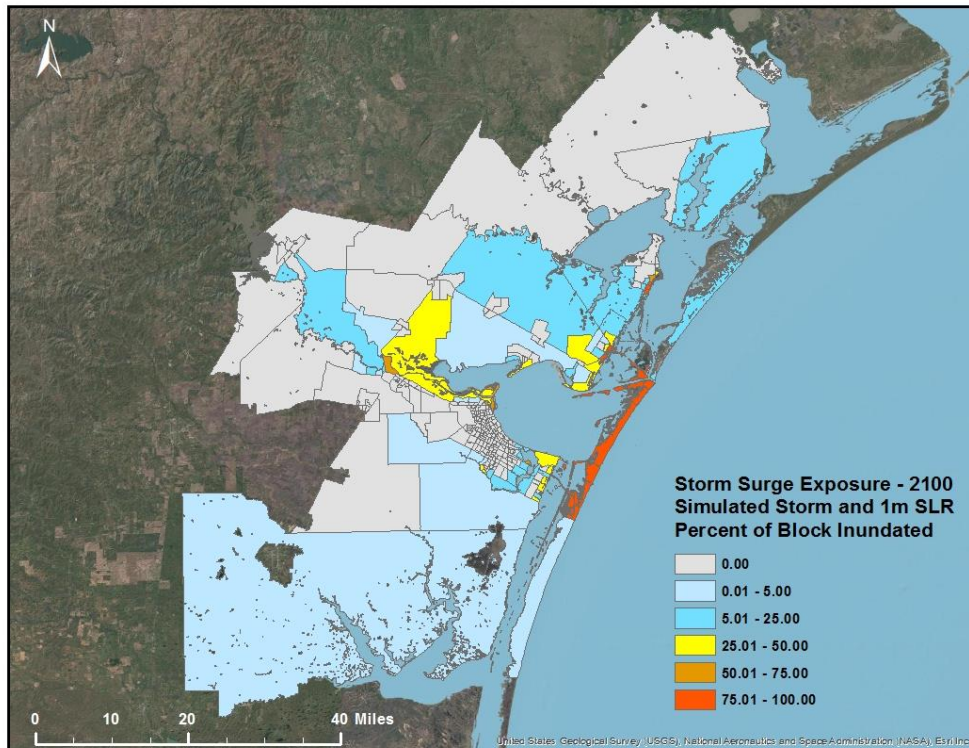 N
Storm Surge Exposure - 2100
Simulated Storm and 1m SLR
Percent of Block Inundated
0.00
0.01 - 5.00
5.01 - 25.00
25.01 - 50.00
50.01 - 75.00
75.01 - 100.00
0 10 20 40 Miles
United States Geological Survey (USGS), National Aeronautics and Space Administration (NASA), Esri Inc